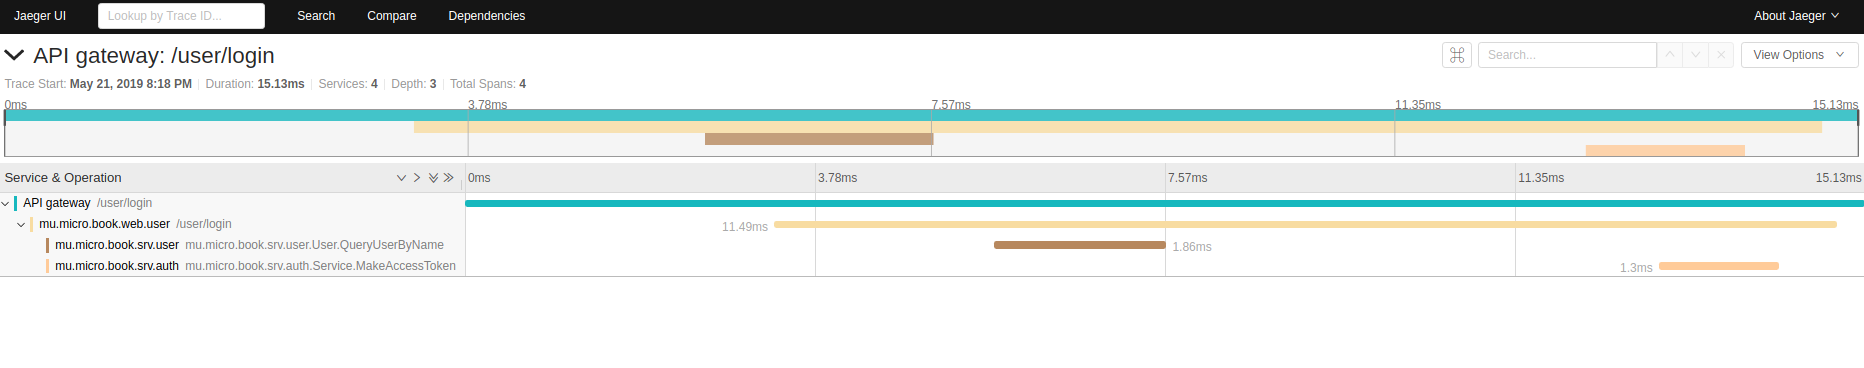 Jaeger UI Lookup by Trace ID... Search Compare Dependencies About Jaeger
API gateway: /user/login Search... View Options
Trace Start: May 21, 2019 8:18 PM Duration: 15.13ms Services: 4 Depth: 3 Total Spans: 4
0ms 3.78ms 7.57ms 11.35ms 15.13ms
Service & Operation 0ms 3.78ms 7.57ms 11.35ms 15.13ms
API gateway /user/login
mu.micro.book.web.user /user/login 11.49ms
mu.micro.book.srv.user mu.micro.book.srv.user.User.QueryUserByName 1.86ms
mu.micro.book.srv.auth mu.micro.book.srv.auth.Service.MakeAccessToken 1.3ms